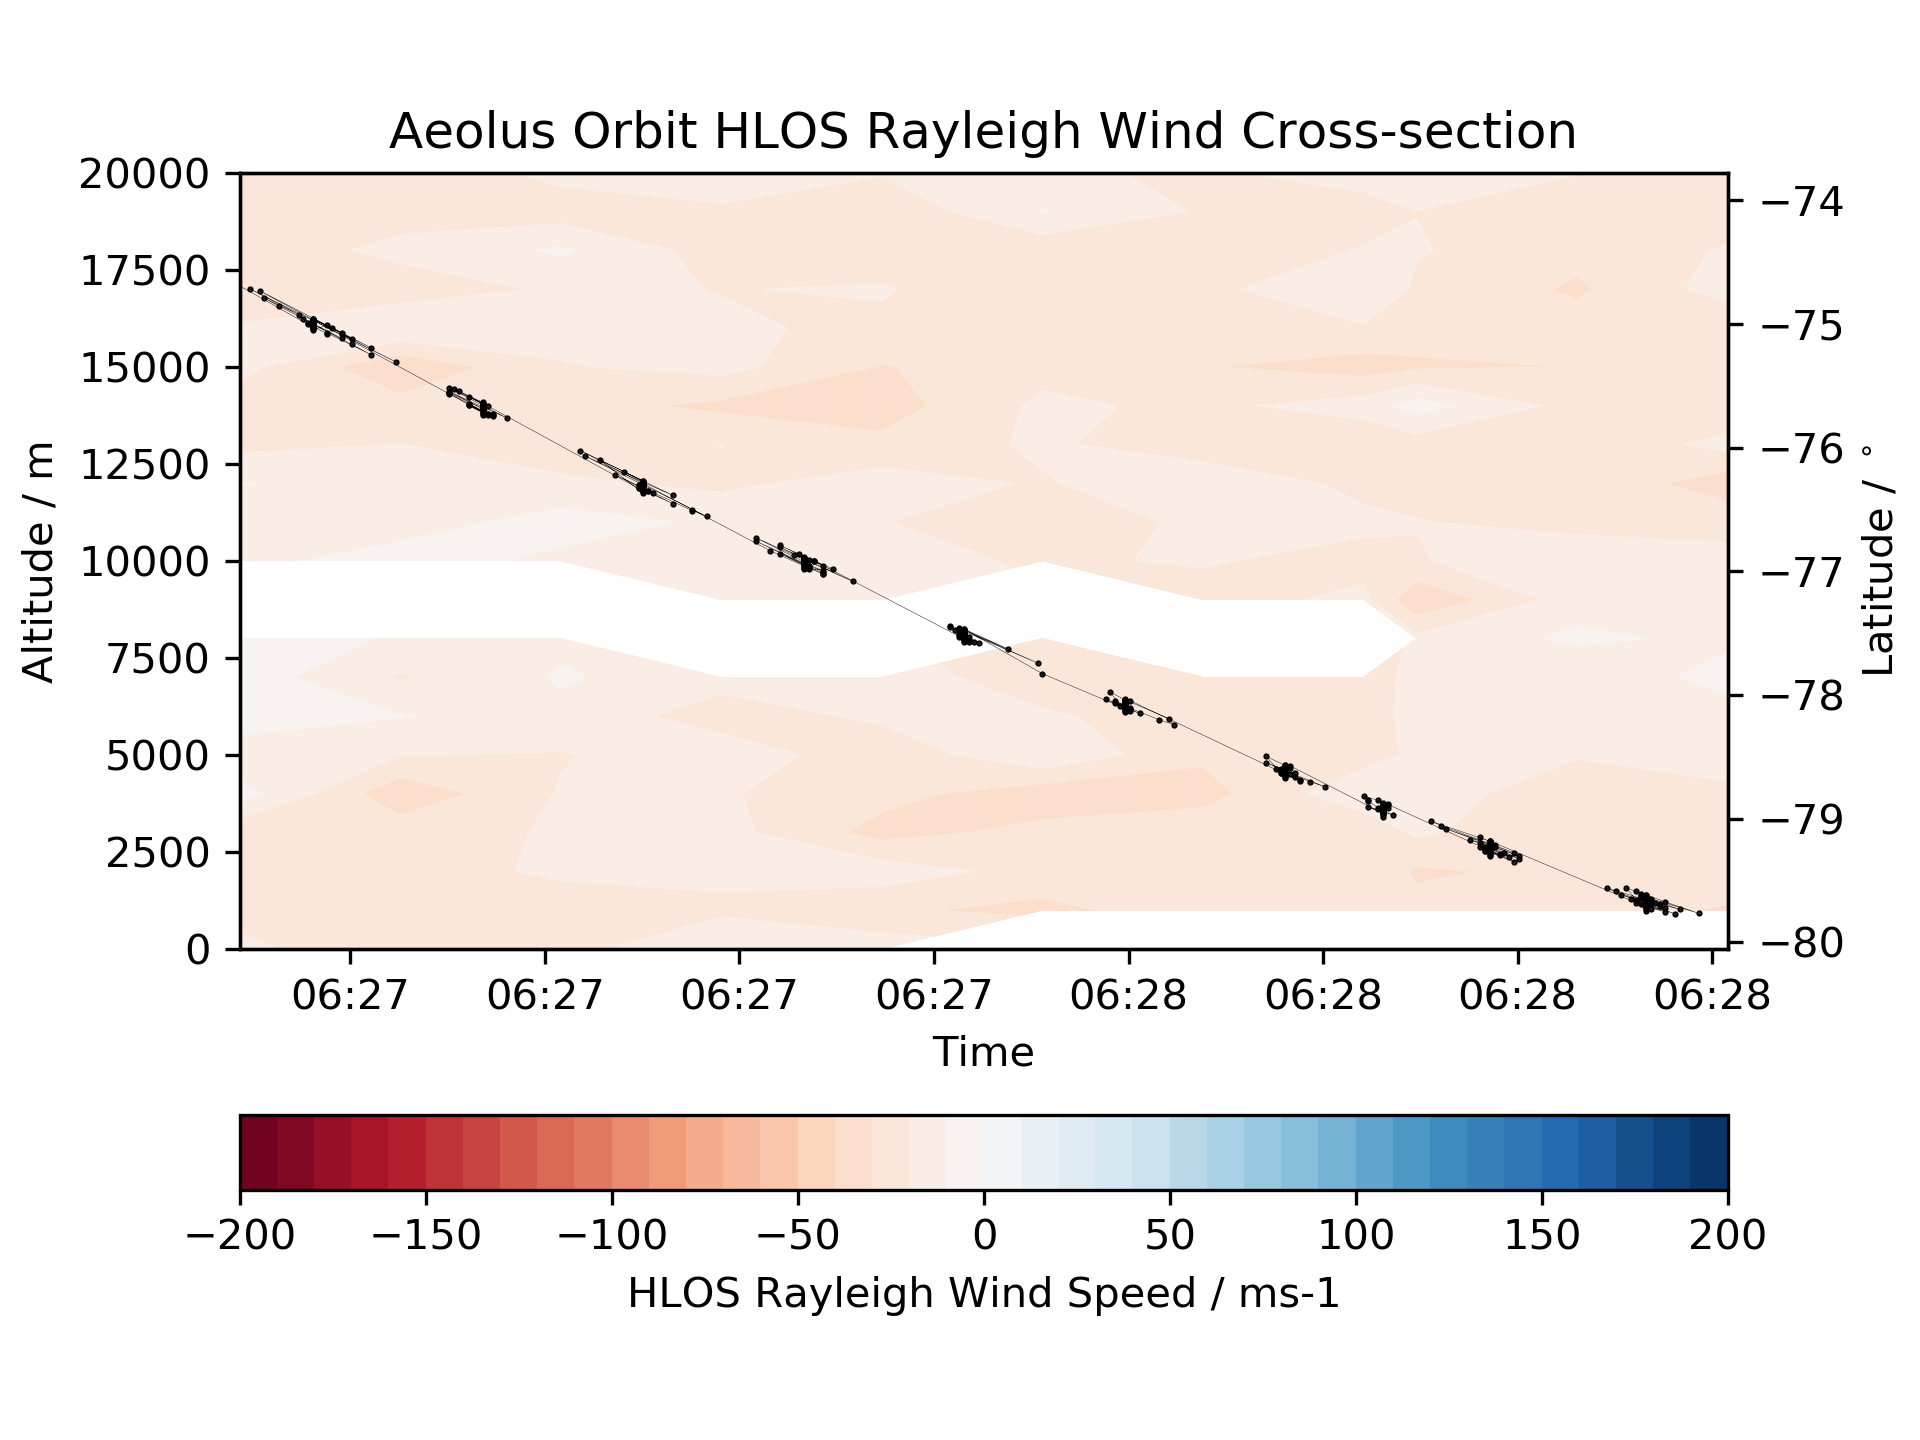 Aeolus Orbit HLOS Rayleigh Wind Cross-section
20000
17500
15000
12500
10000
7500
5000
2500
0
Altitude / m
−74
−75
−76
−77
−78
−79
−80
Latitude / °
06:27 06:27 06:27 06:27 06:28 06:28 06:28 06:28
Time
−200 −150 −100 −50 0 50 100 150 200
HLOS Rayleigh Wind Speed / ms-1